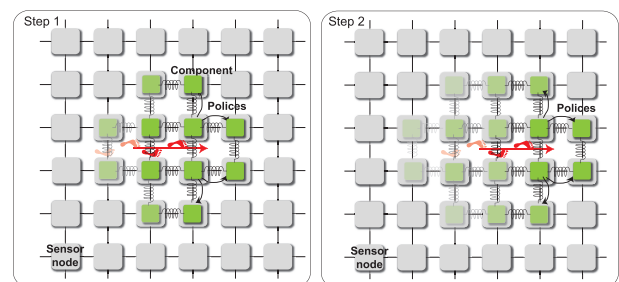 Step 1
Component
Polices
Sensor
node
Step 2
Polices
Sensor
node